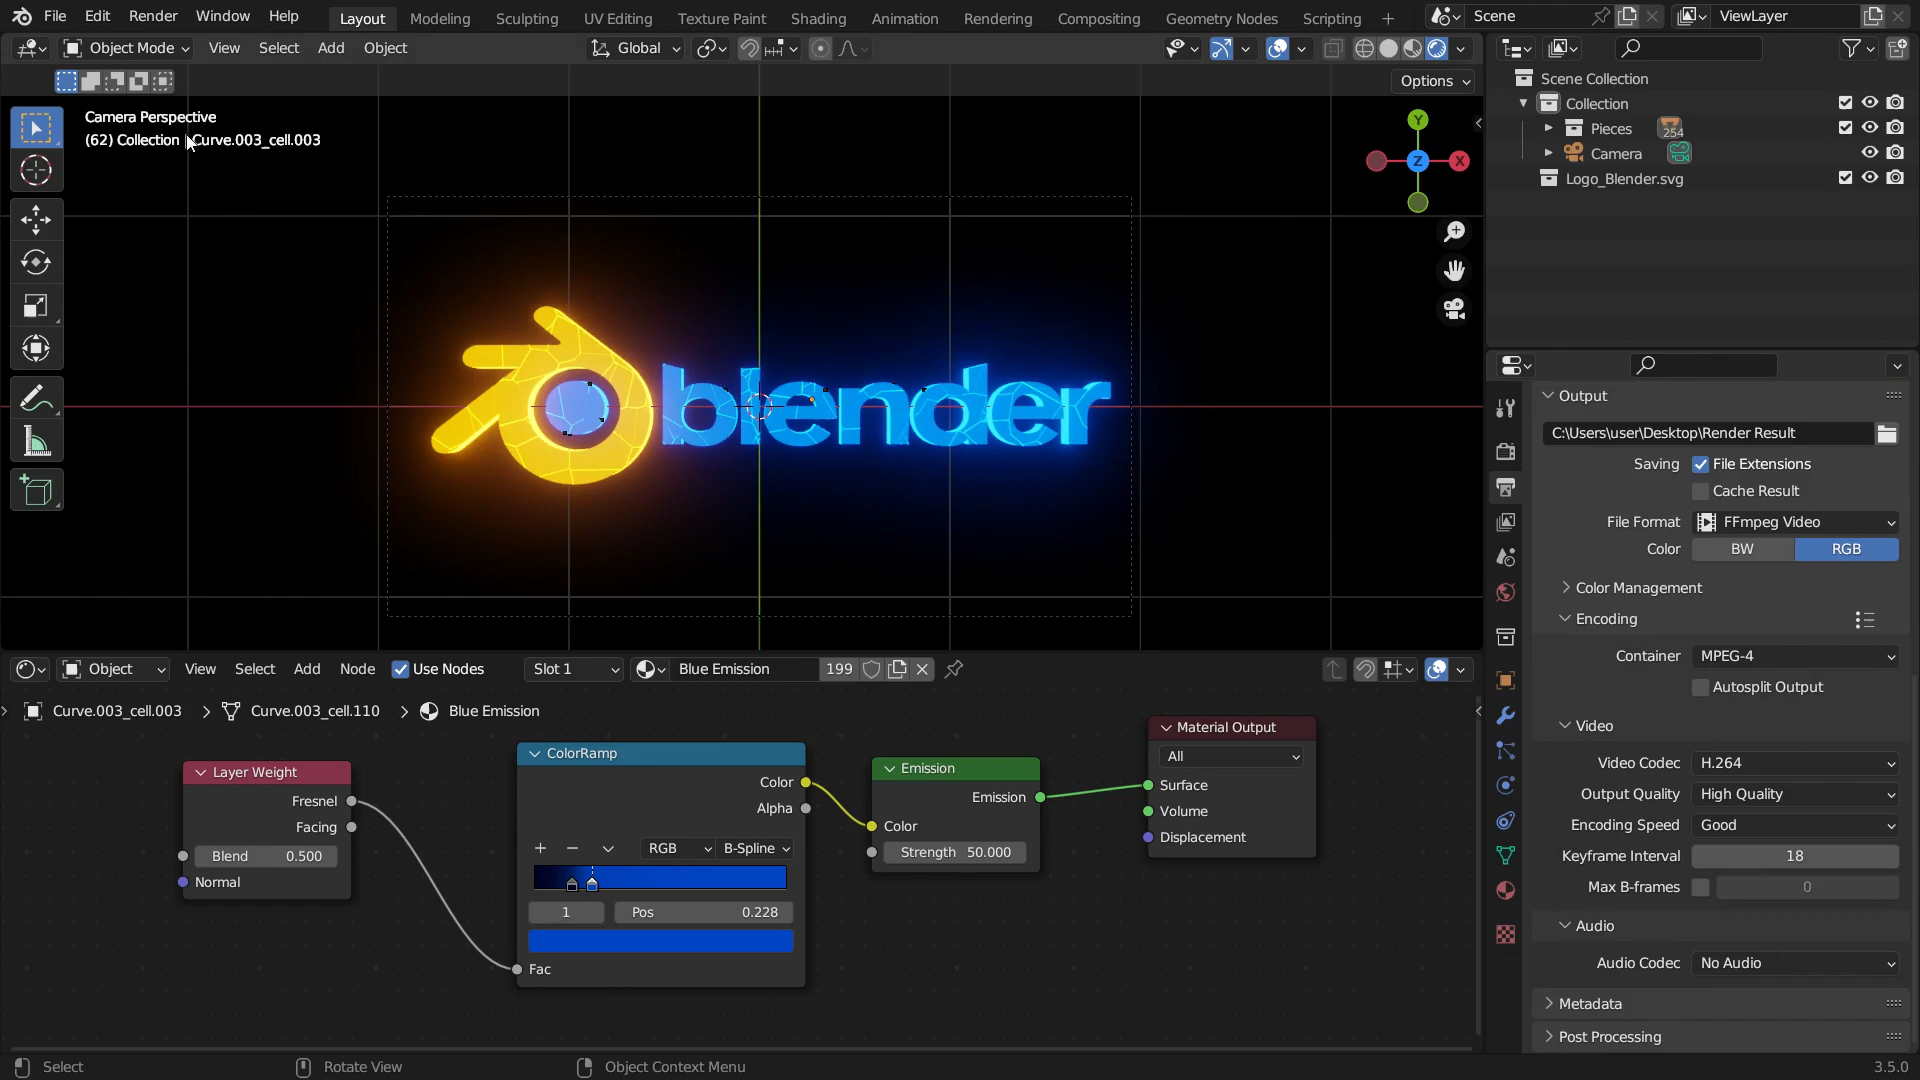 File Edit Render Window Curve Help Layout Modeling Sculpting UV Editing Texture Paint Shading Animation Rendering Compositing Geometry Nodes Scripting + Scene ViewLayer
Object Mode View Select Add Object Global
Options
Camera Perspective
(62) Collection Curve.003_cell.003
Y
X
Z
blender
Scene Collection
Collection
Pieces 254
Camera
Logo_Blender.svg
Output
C:\Users\user\Desktop\Render Result
Saving File Extensions
Cache Result
File Format FFmpeg Video
Color BW RGB
Color Management
Encoding
Container MPEG-4
Autosplit Output
Video
Video Codec H.264
Output Quality High Quality
Encoding Speed Good
Keyframe Interval 18
Max B-frames 0
Audio
Audio Codec No Audio
Metadata
Post Processing
Object View Select Add Node Use Nodes Slot 1 Blue Emission 199
Curve.003_cell.003 Curve.003_cell.110 Blue Emission
Layer Weight
Fresnel
Facing
Blend 0.500
Normal
ColorRamp
Color
Alpha
RGB B-Spline
1 Pos 0.228
Fac
Emission
Emission
Color
Strength 50.000
Material Output
All
Surface
Volume
Displacement
Select Rotate View Object Context Menu 3.5.0